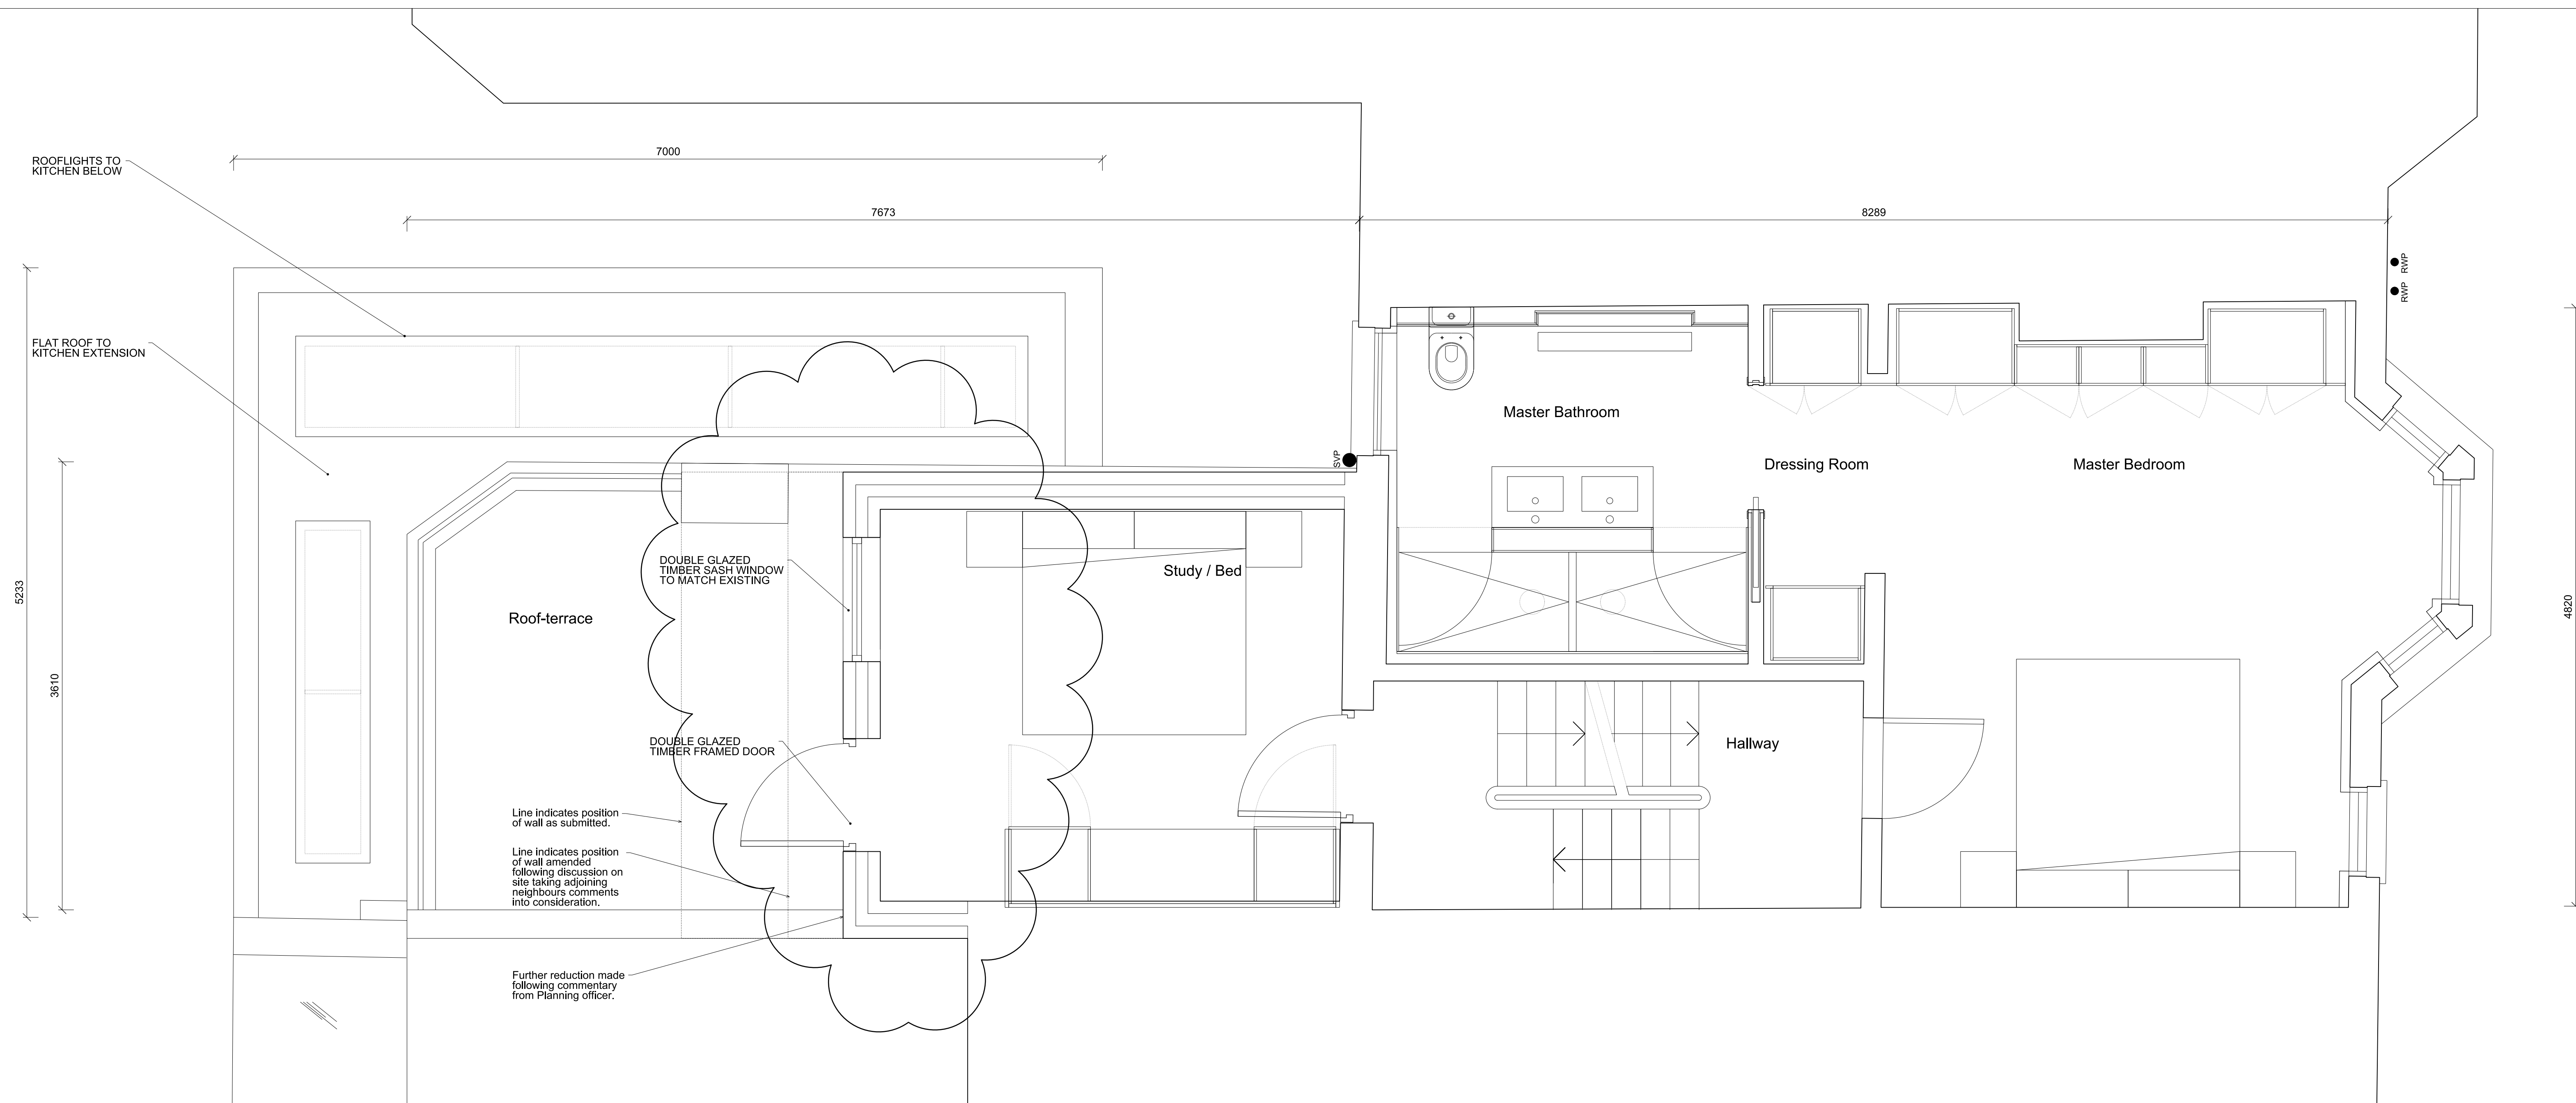 7000
ROOFLIGHTS TO
KITCHEN BELOW
7673
8289
RWP
RWP
FLAT ROOF TO
KITCHEN EXTENSION
Master Bathroom
SVP
Dressing Room
Master Bedroom
DOUBLE GLAZED
TIMBER SASH WINDOW
TO MATCH EXISTING
Study / Bed
5233
4820
Roof-terrace
3610
DOUBLE GLAZED
TIMBER FRAMED DOOR
Hallway
Line indicates position
of wall as submitted.
Line indicates position
of wall amended
following discussion on
site taking adjoining
neighbours comments
into consideration.
Further reduction made
following commentary
from Planning officer.